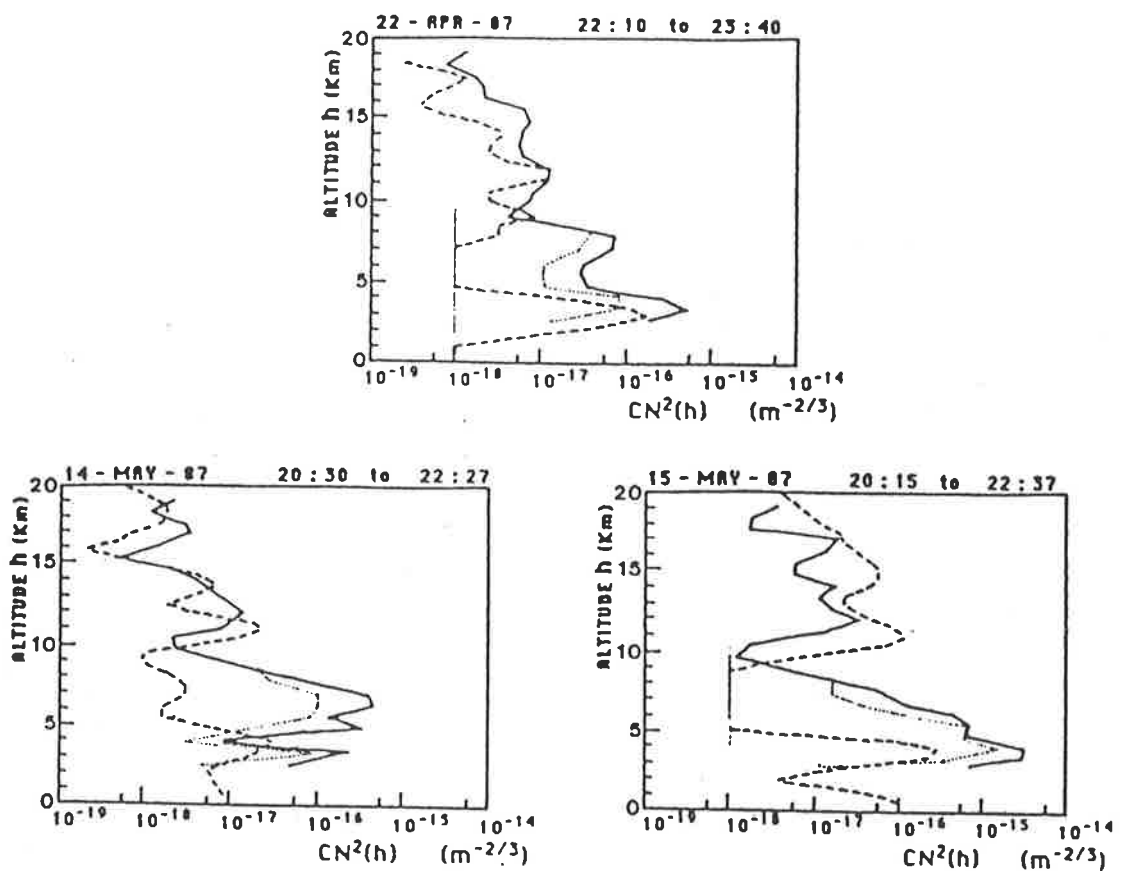 22 - APR - 87 22:10 to 23:40
20
15
10
5
0
ALTITUDE h (Km)
10-19 10-18 10-17 10-16 10-15 10-14
CN²(h) (m-2/3)
14 - MAY - 87 20:30 to 22:27
20
15
10
5
0
ALTITUDE h (Km)
10-19 10-18 10-17 10-16 10-15 10-14
CN²(h) (m-2/3)
15 - MAY - 87 20:15 to 22:37
20
15
10
5
0
ALTITUDE h (Km)
10-19 10-18 10-17 10-16 10-15 10-14
CN²(h) (m-2/3)